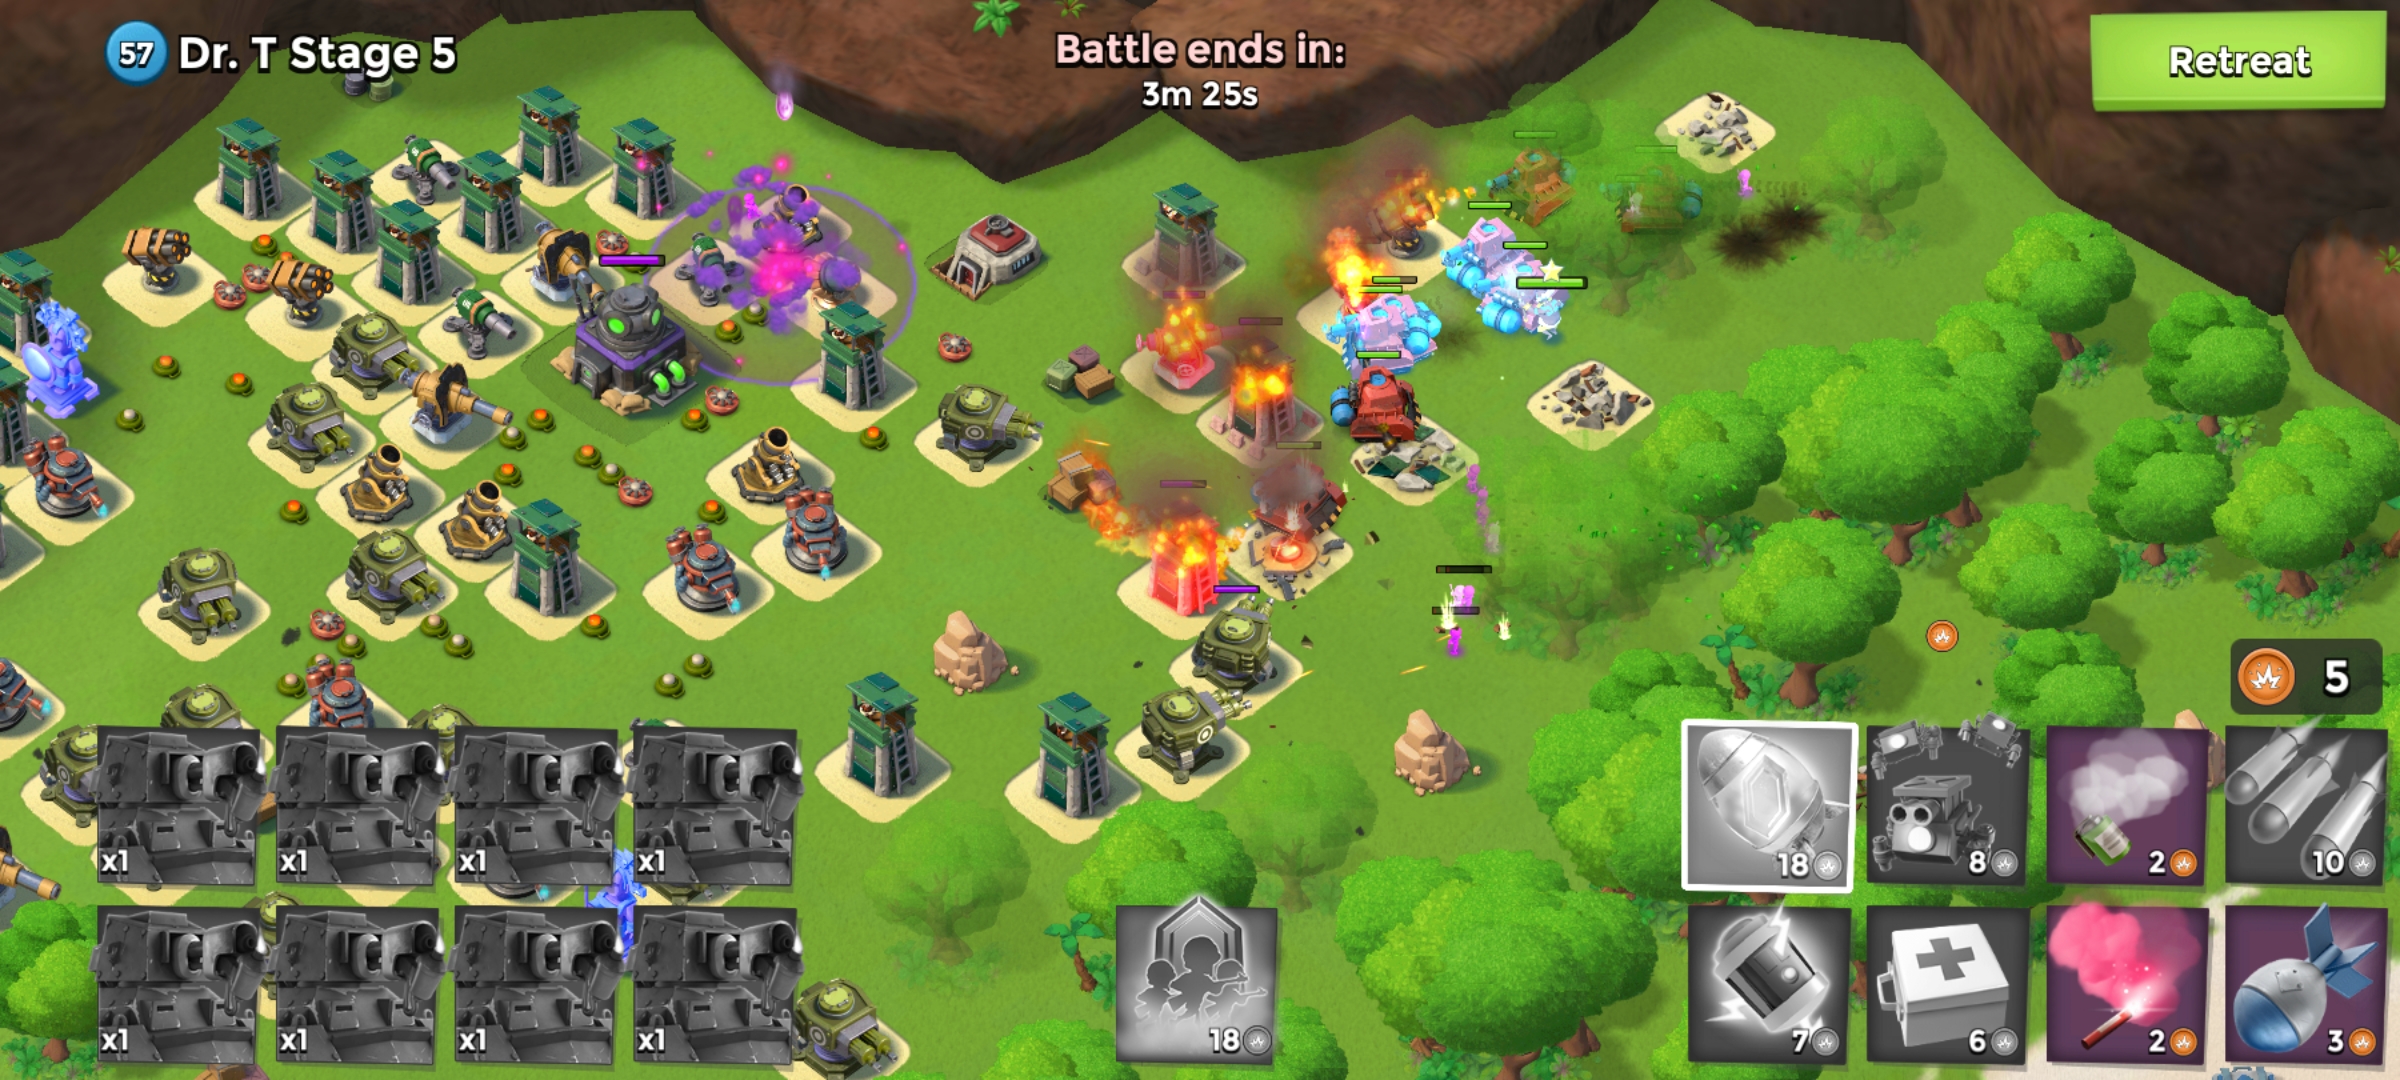 57 Dr. T Stage 5
Battle ends in:
3m 25s
Retreat
5
18 8 2 10
x1 x1 x1 x1
7 6 2 3
x1 x1 x1 x1
18